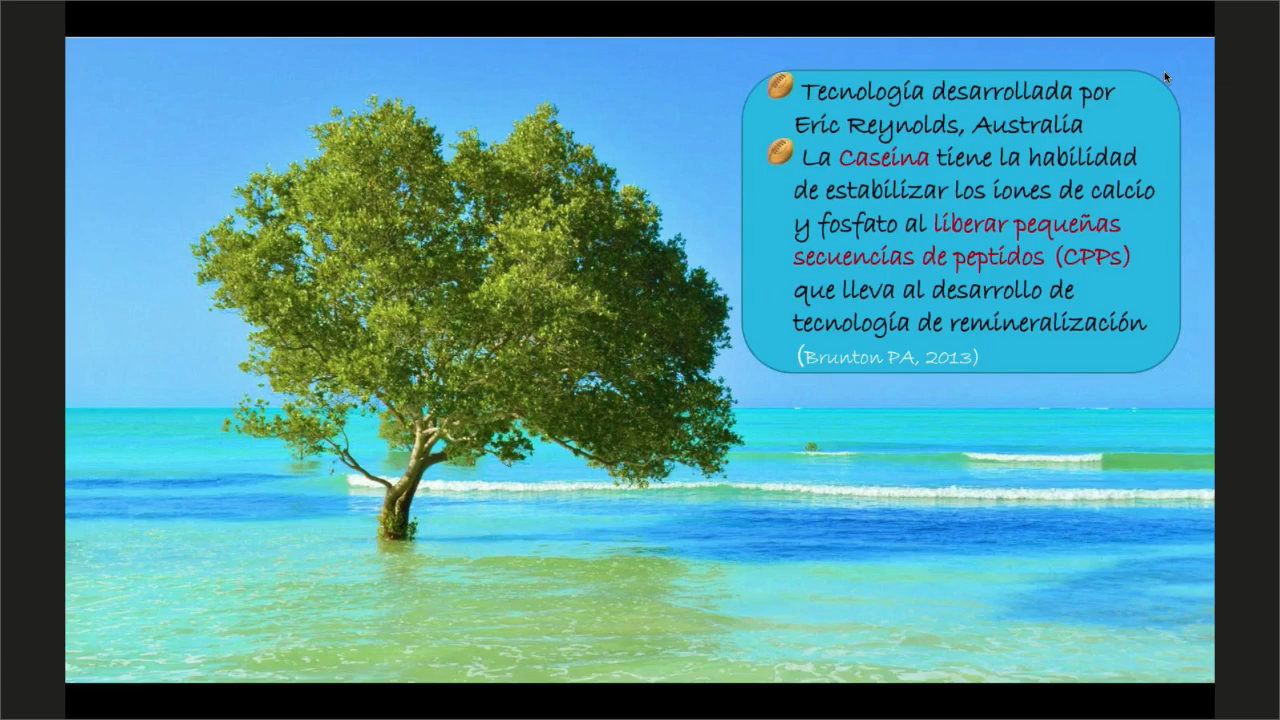 Tecnología desarrollada por
Eric Reynolds, Australia
La Caseína tiene la habilidad
de estabilizar los iones de calcio
y fosfato al liberar pequeñas
secuencias de peptidos (CPPs)
que lleva al desarrollo de
tecnología de remineralización
(Brunton PA, 2013)